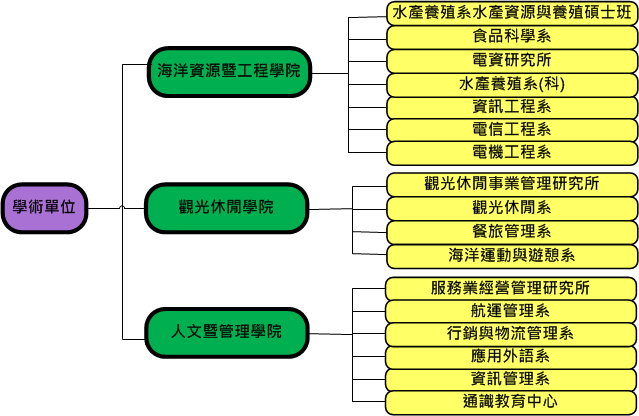 學術單位
海洋資源暨工程學院
水產養殖系水產資源與養殖碩士班
食品科學系
電資研究所
水產養殖系(科)
資訊工程系
電信工程系
電機工程系
觀光休閒學院
觀光休閒事業管理研究所
觀光休閒系
餐旅管理系
海洋運動與遊憩系
人文暨管理學院
服務業經營管理研究所
航運管理系
行銷與物流管理系
應用外語系
資訊管理系
通識教育中心